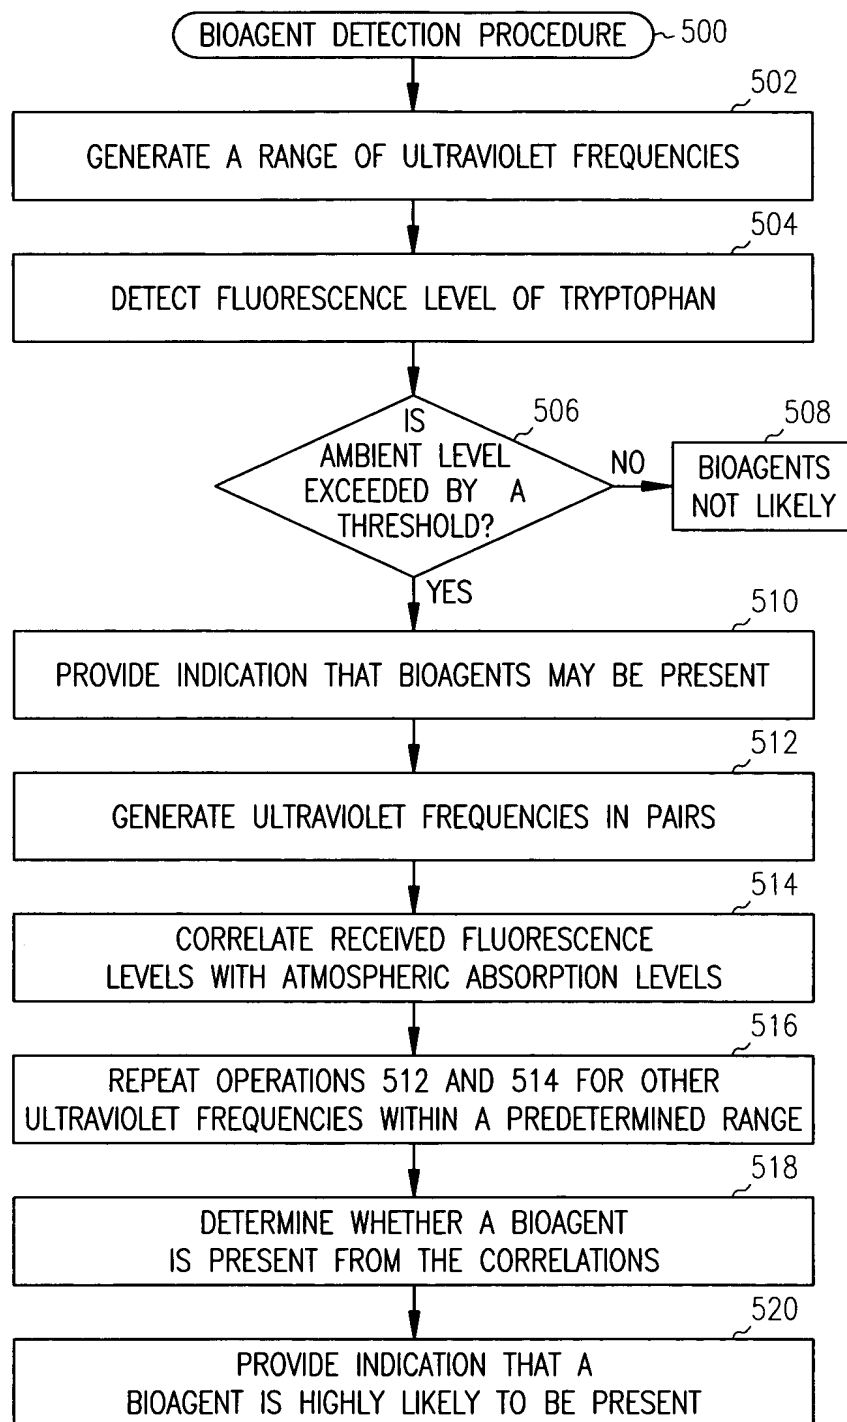 BIOAGENT DETECTION PROCEDURE
500
502
GENERATE A RANGE OF ULTRAVIOLET FREQUENCIES
504
DETECT FLUORESCENCE LEVEL OF TRYPTOPHAN
506
IS
AMBIENT LEVEL
EXCEEDED BY A
THRESHOLD?
NO
508
BIOAGENTS
NOT LIKELY
YES
510
PROVIDE INDICATION THAT BIOAGENTS MAY BE PRESENT
512
GENERATE ULTRAVIOLET FREQUENCIES IN PAIRS
514
CORRELATE RECEIVED FLUORESCENCE
LEVELS WITH ATMOSPHERIC ABSORPTION LEVELS
516
REPEAT OPERATIONS 512 AND 514 FOR OTHER
ULTRAVIOLET FREQUENCIES WITHIN A PREDETERMINED RANGE
518
DETERMINE WHETHER A BIOAGENT
IS PRESENT FROM THE CORRELATIONS
520
PROVIDE INDICATION THAT A
BIOAGENT IS HIGHLY LIKELY TO BE PRESENT